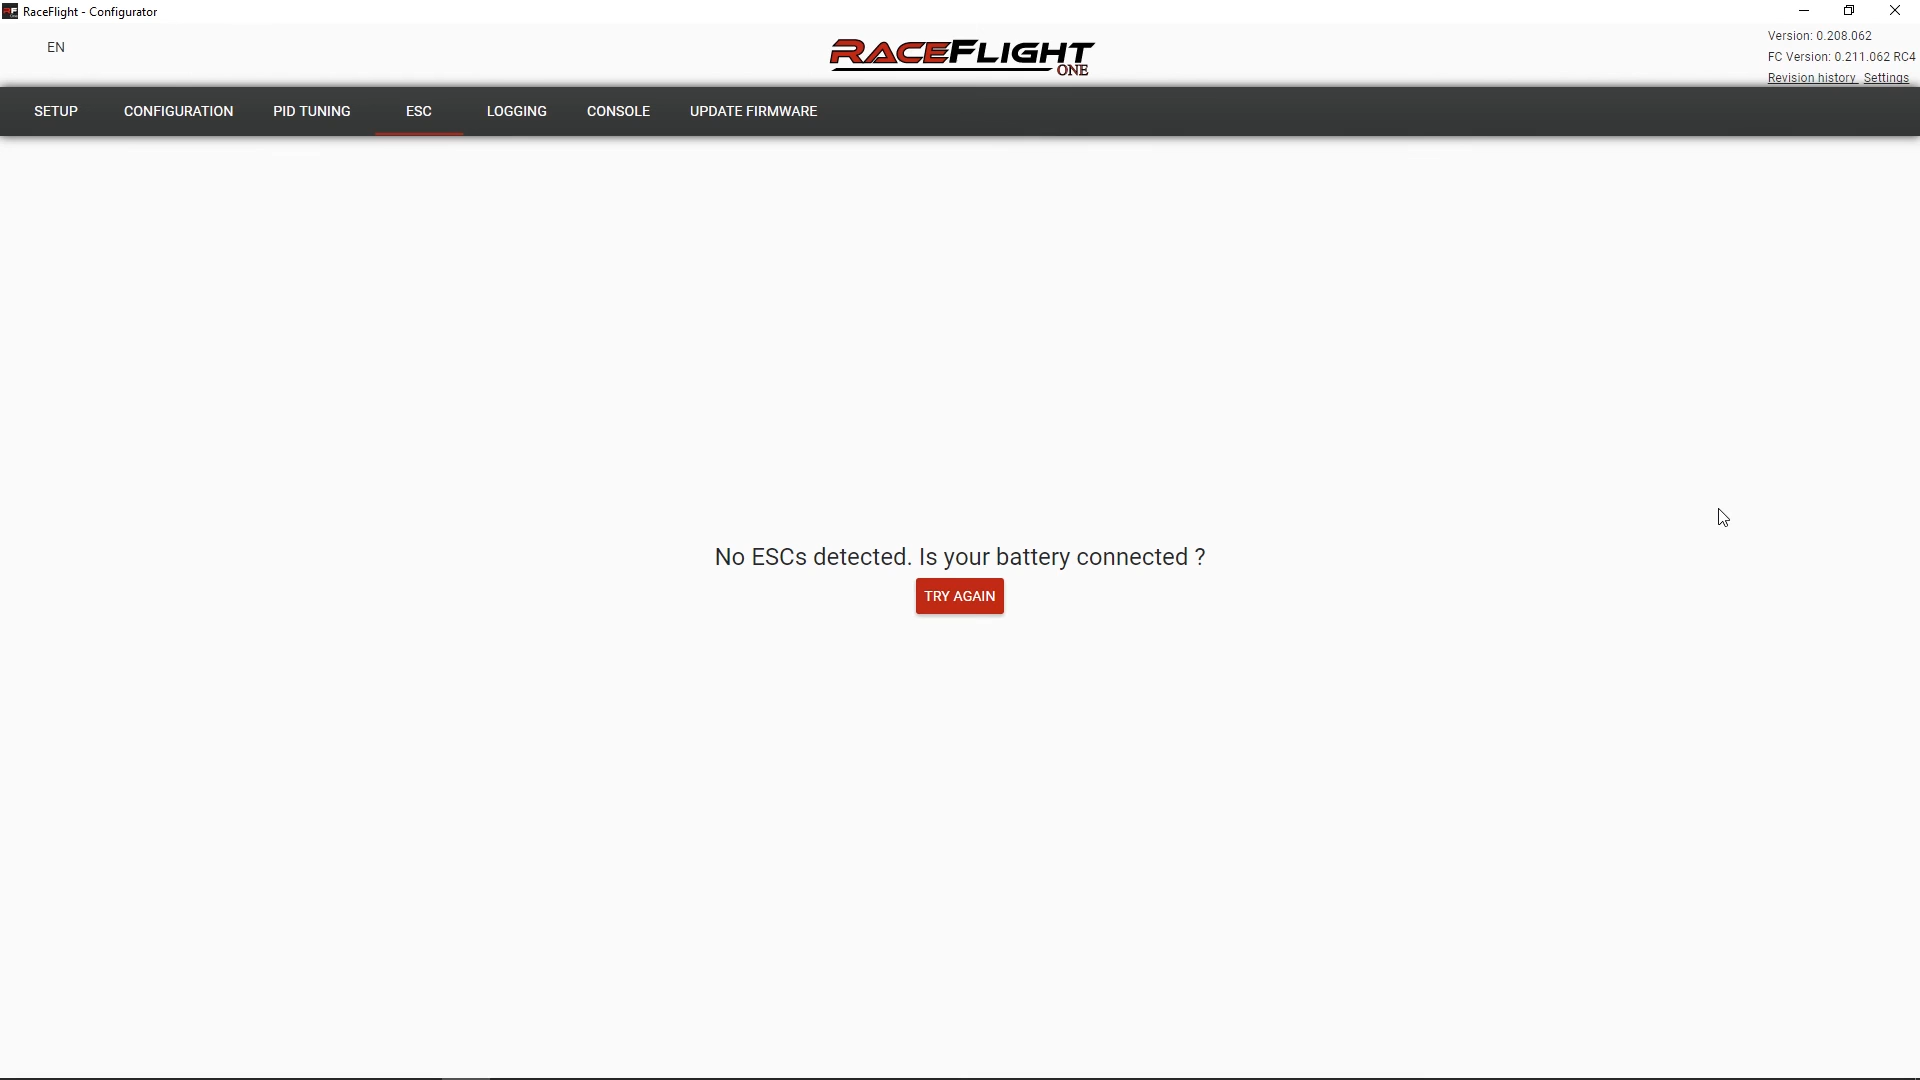 RaceFlight - Configurator
EN
RACEFLIGHT
ONE
Version: 0.208.062
FC Version: 0.211.062 RC4
Revision history Settings
SETUP CONFIGURATION PID TUNING ESC LOGGING CONSOLE UPDATE FIRMWARE
No ESCs detected. Is your battery connected ?
TRY AGAIN